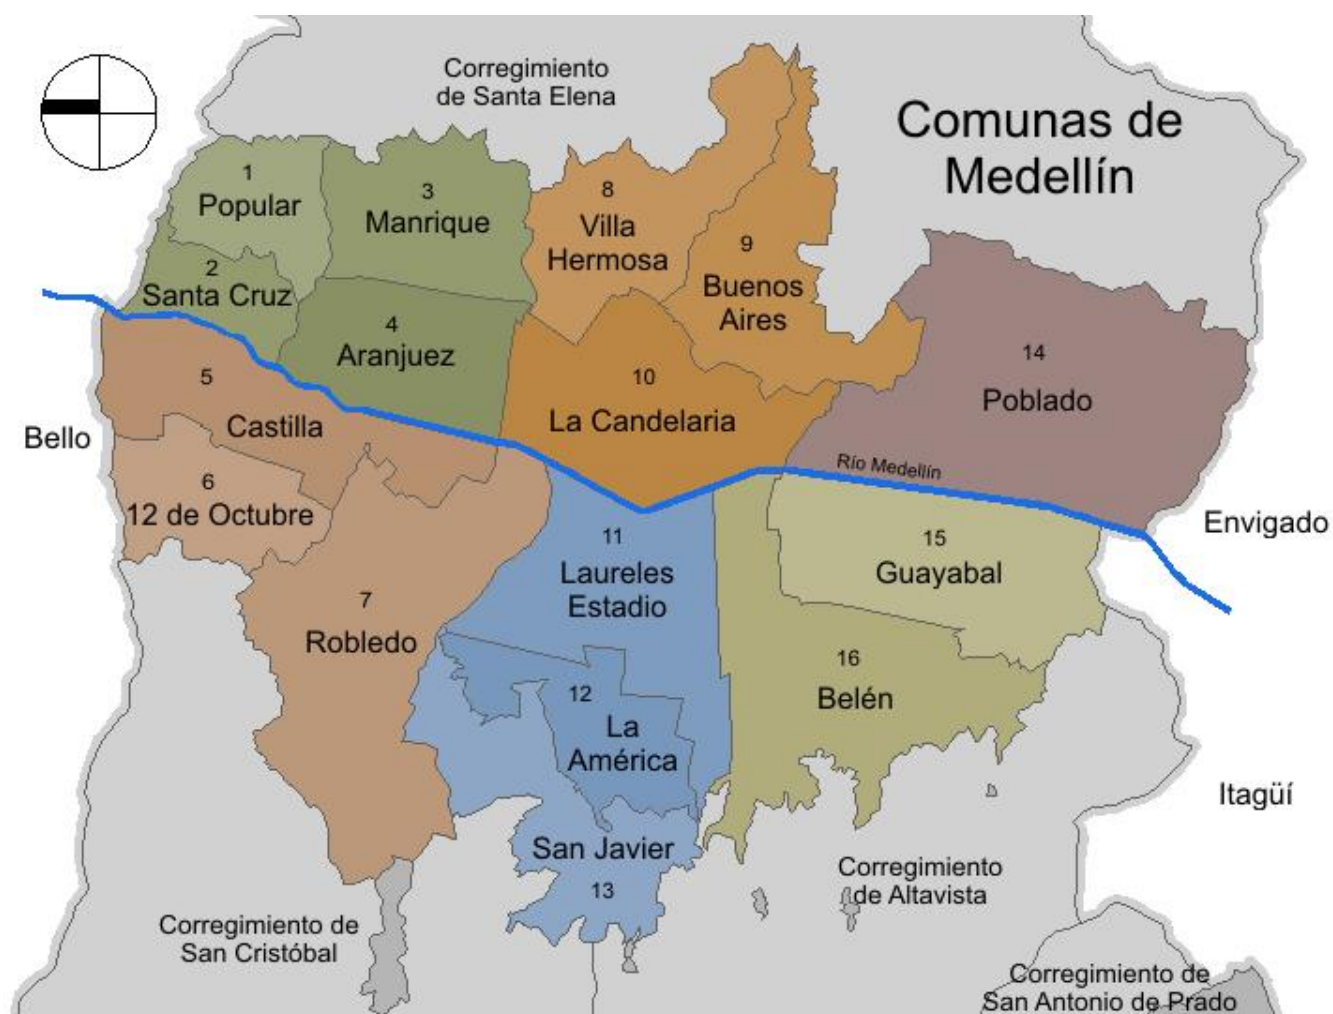 Corregimiento
de Santa Elena
Comunas de
Medellín
1
Popular
3
Manrique
8
Villa
Hermosa
9
Buenos
Aires
2
Santa Cruz
4
Aranjuez
14
Poblado
5
Castilla
10
La Candelaria
Bello
Río Medellín
6
12 de Octubre
Envigado
11
Laureles
Estadio
15
Guayabal
7
Robledo
16
Belén
12
La
América
Itagüí
San Javier
13
Corregimiento
de Altavista
Corregimiento de
San Cristóbal
Corregimiento de
San Antonio de Prado